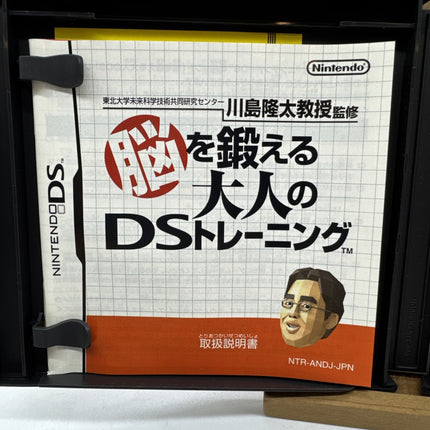 Nintendo
東北大学未来科学技術共同研究センター 川島隆太教授 監修
脳を鍛える
大人の
DSトレーニング™
NINTENDO DS™
とりあつかいせつめいしょ
取扱説明書
NTR-ANDJ-JPN